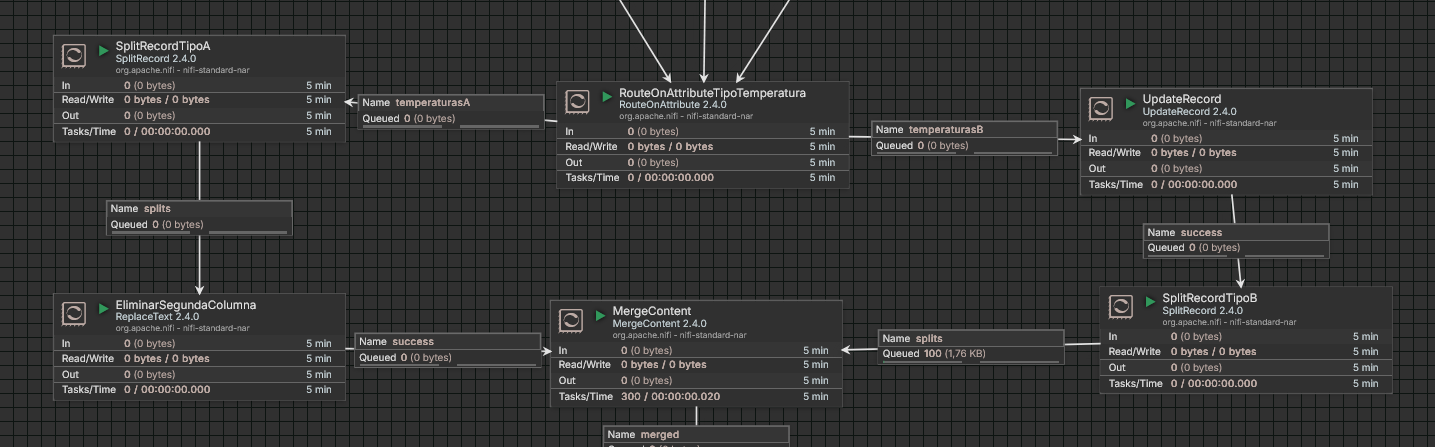 SplitRecordTipoA
SplitRecord 2.4.0
org.apache.nifi - nifi-standard-nar
In 0 (0 bytes) 5 min
Read/Write 0 bytes / 0 bytes 5 min
Out 0 (0 bytes) 5 min
Tasks/Time 0 / 00:00:00.000 5 min
Name temperaturasA
Queued 0 (0 bytes)
RouteOnAttributeTipoTemperatura
RouteOnAttribute 2.4.0
org.apache.nifi - nifi-standard-nar
In 0 (0 bytes) 5 min
Read/Write 0 bytes / 0 bytes 5 min
Out 0 (0 bytes) 5 min
Tasks/Time 0 / 00:00:00.000 5 min
Name temperaturasB
Queued 0 (0 bytes)
UpdateRecord
UpdateRecord 2.4.0
org.apache.nifi - nifi-standard-nar
In 0 (0 bytes) 5 min
Read/Write 0 bytes / 0 bytes 5 min
Out 0 (0 bytes) 5 min
Tasks/Time 0 / 00:00:00.000 5 min
Name splits
Queued 0 (0 bytes)
Name success
Queued 0 (0 bytes)
EliminarSegundaColumna
ReplaceText 2.4.0
org.apache.nifi - nifi-standard-nar
In 0 (0 bytes) 5 min
Read/Write 0 bytes / 0 bytes 5 min
Out 0 (0 bytes) 5 min
Tasks/Time 0 / 00:00:00.000 5 min
Name success
Queued 0 (0 bytes)
MergeContent
MergeContent 2.4.0
org.apache.nifi - nifi-standard-nar
In 0 (0 bytes) 5 min
Read/Write 0 bytes / 0 bytes 5 min
Out 0 (0 bytes) 5 min
Tasks/Time 300 / 00:00:00.020 5 min
Name splits
Queued 100 (1,76 KB)
SplitRecordTipoB
SplitRecord 2.4.0
org.apache.nifi - nifi-standard-nar
In 0 (0 bytes) 5 min
Read/Write 0 bytes / 0 bytes 5 min
Out 0 (0 bytes) 5 min
Tasks/Time 0 / 00:00:00.000 5 min
Name merged